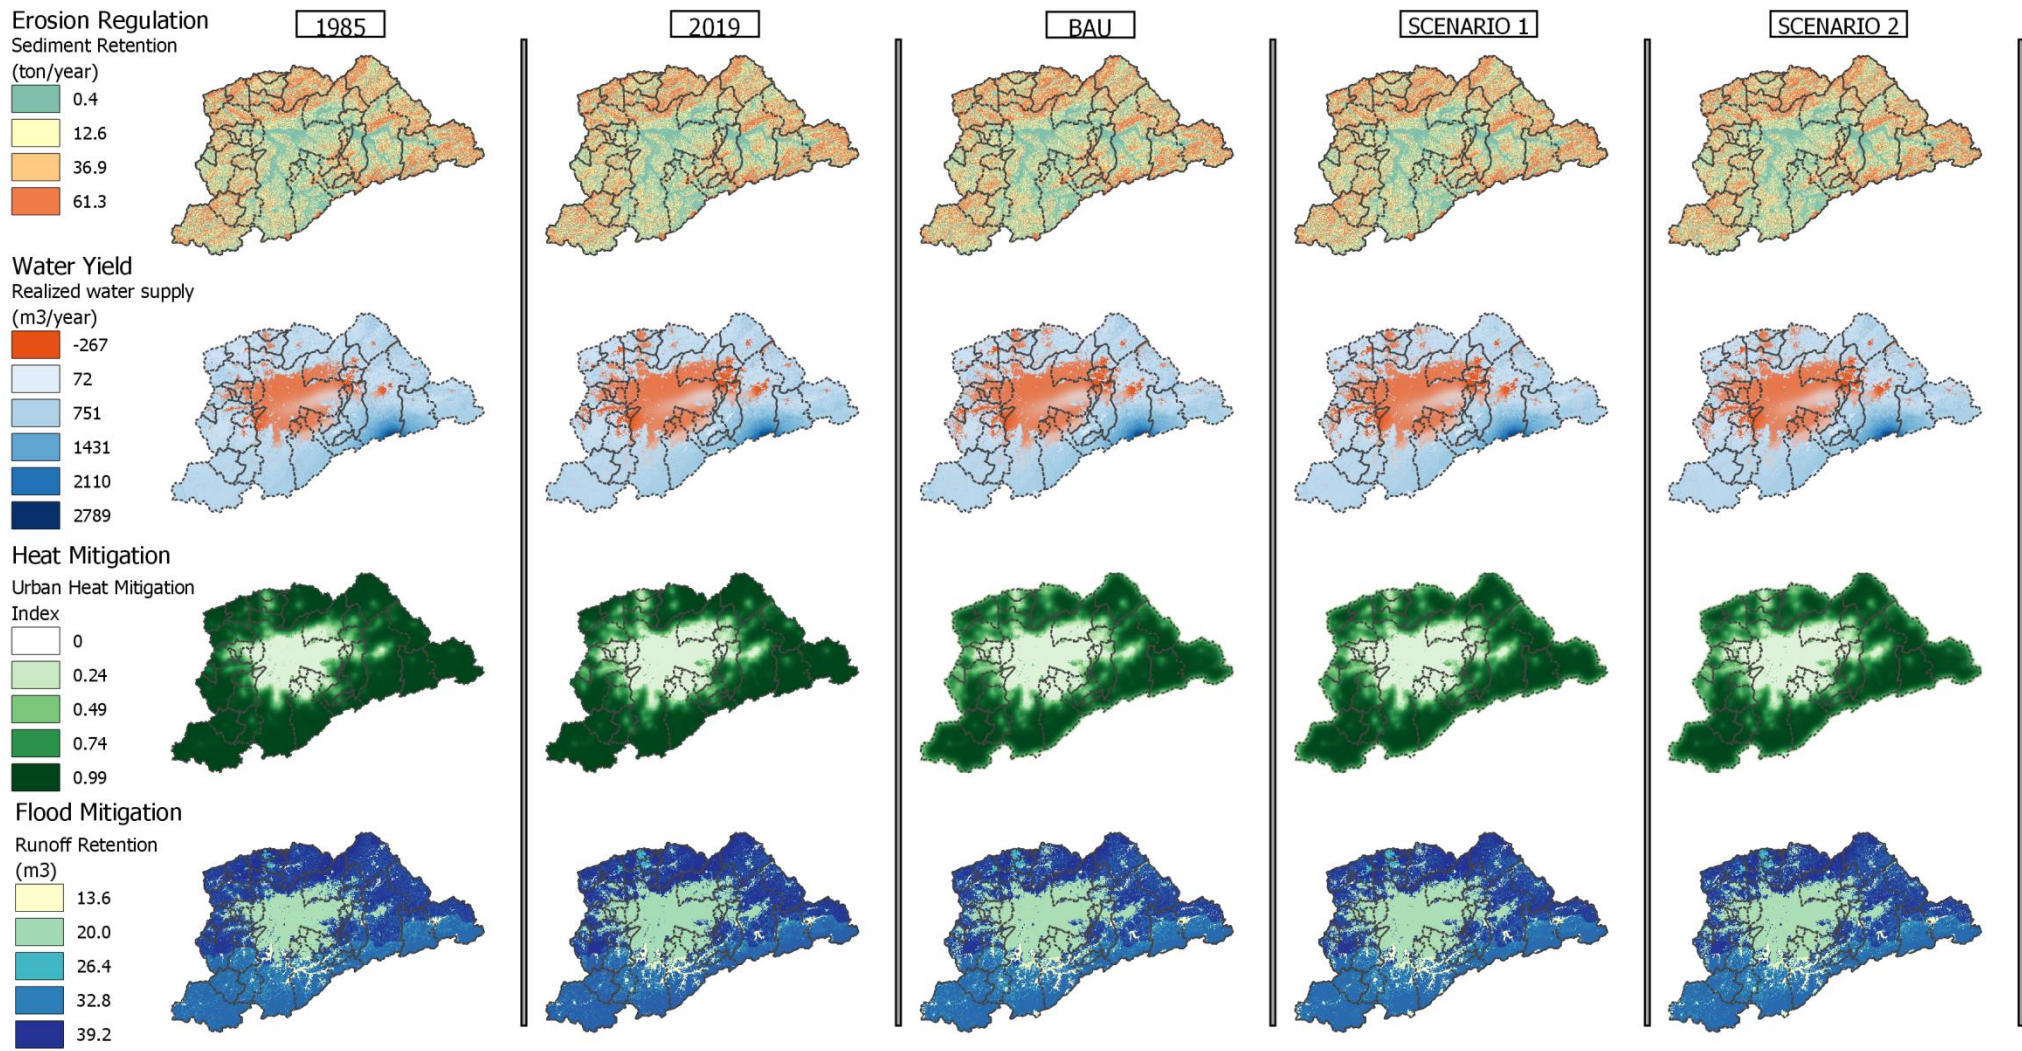 Erosion Regulation
Sediment Retention
(ton/year)
0.4
12.6
36.9
61.3
1985
2019
BAU
SCENARIO 1
SCENARIO 2
Water Yield
Realized water supply
(m3/year)
-267
72
751
1431
2110
2789
Heat Mitigation
Urban Heat Mitigation
Index
0
0.24
0.49
0.74
0.99
Flood Mitigation
Runoff Retention
(m3)
13.6
20.0
26.4
32.8
39.2